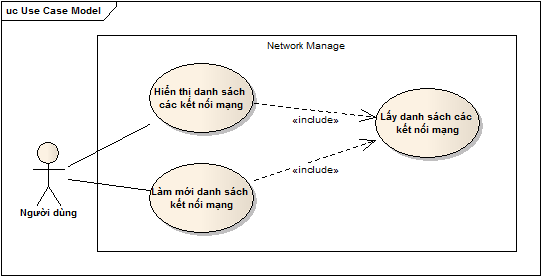 uc Use Case Model
Network Manage
Hiển thị danh sách
các kết nối mạng
«include»
Lấy danh sách các
kết nối mạng
«include»
Làm mới danh sách
kết nối mạng
Người dùng